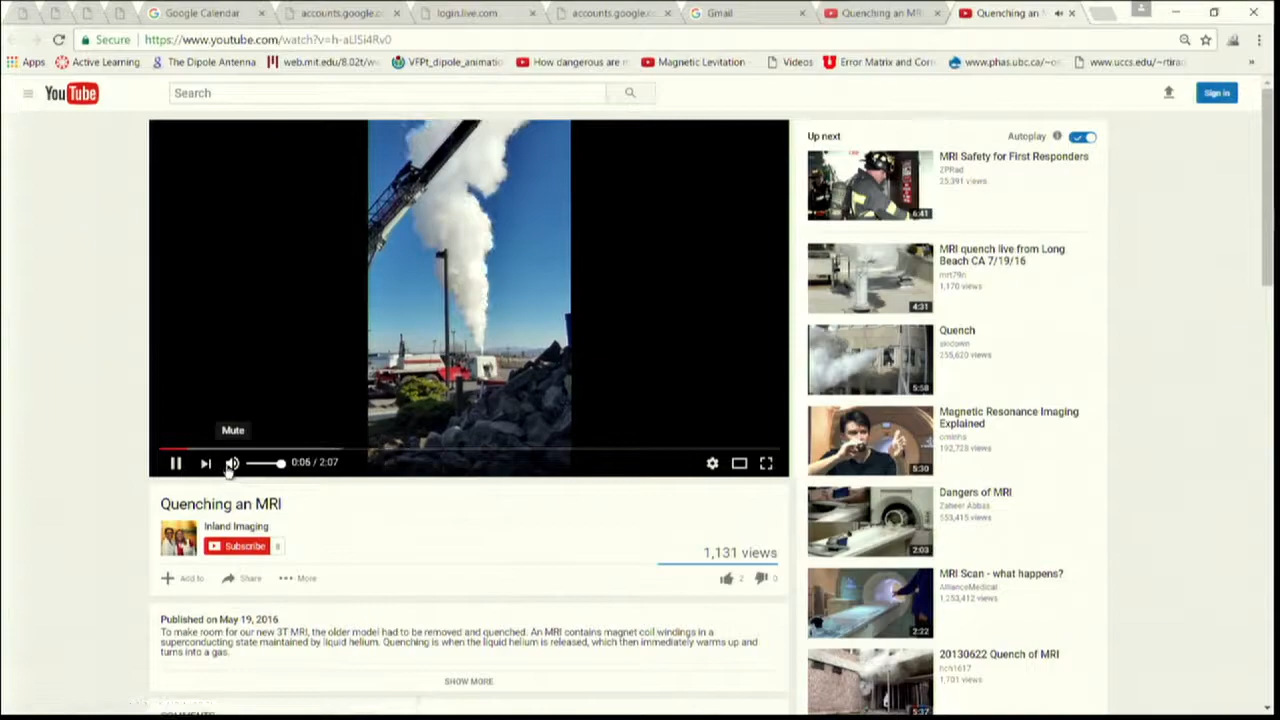 Google Calendar
accounts.google.co
login.live.com
accounts.google.co
Gmail
Quenching an MR
Quenching an
Secure
https://www.youtube.com/watch?v=h-aLlSi4Rv0
Apps
Active Learning
The Dipole Antenna
web.mit.edu/8.02t/w
VFPt_dipole_animatio
How dangerous are
Magnetic Levitation
Videos
Error Matrix and Corr
www.phas.ubc.ca/~o
www.uccs.edu/~rtira
YouTube
Search
Sign in
Up next
Autoplay
MRI Safety for First Responders
ZPRad
25,391 views
6:41
MRI quench live from Long
Beach CA 7/19/16
mrt79n
1,170 views
4:31
Quench
255,620 views
5:58
Magnetic Resonance Imaging
Explained
192,728 views
5:30
Dangers of MRI
Zaheer Abbas
553,415 views
2:03
MRI Scan - what happens?
AllianceMedical
1,253,412 views
2:22
20130622 Quench of MRI
hch1617
1,701 views
5:37
Mute
0:06 / 2:07
Quenching an MRI
Inland Imaging
Subscribe 8
1,131 views
Add to
Share
More
2
0
Published on May 19, 2016
To make room for our new 3T MRI, the older model had to be removed and quenched. An MRI contains magnet coil windings in a
superconducting state maintained by liquid helium. Quenching is when the liquid helium is released, which then immediately warms up and
turns into a gas.
SHOW MORE